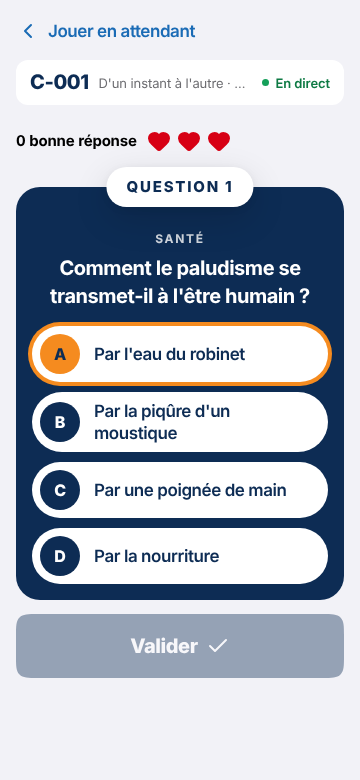 Jouer en attendant
C-001 D'un instant à l'autre · ... En direct
0 bonne réponse
QUESTION 1
SANTÉ
Comment le paludisme se
transmet-il à l'être humain ?
A Par l'eau du robinet
B Par la piqûre d'un
moustique
C Par une poignée de main
D Par la nourriture
Valider